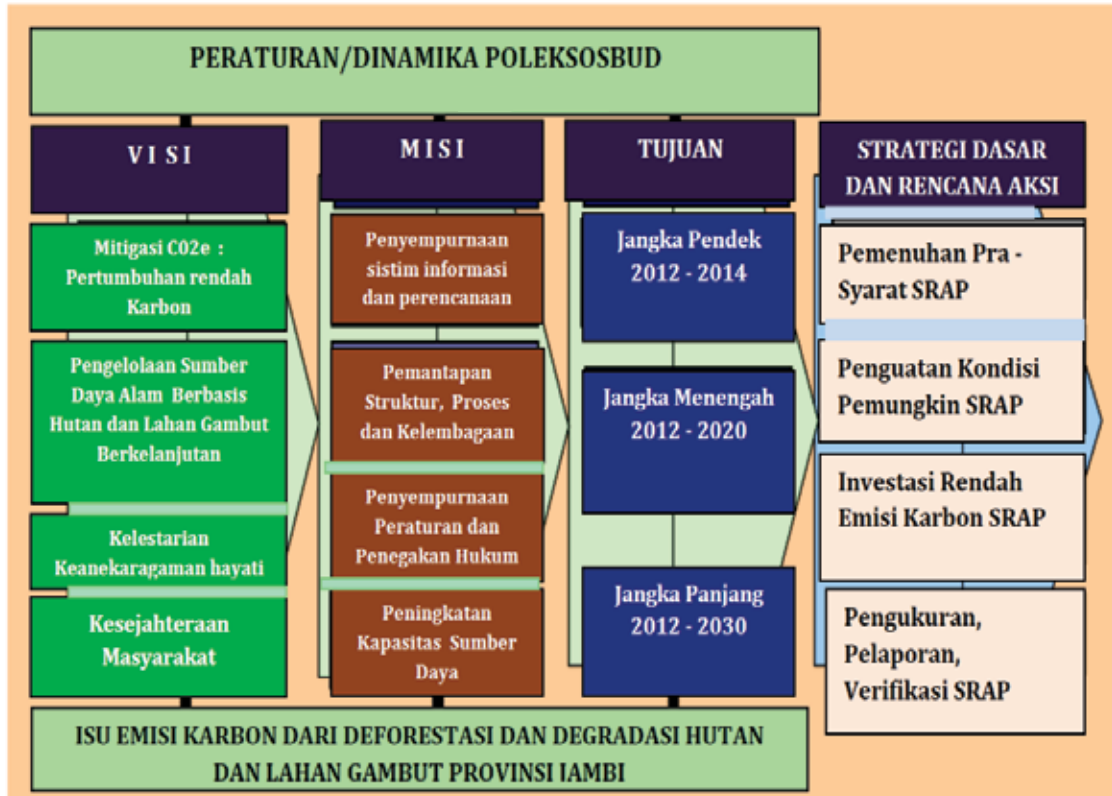 PERATURAN/DINAMIKA POLEKSOSBUD
V I SI
Mitigasi C02e :
Pertumbuhan rendah
Karbon
Pengelolaan Sumber
Daya Alam Berbasis
Hutan dan Lahan Gambut
Berkelanjutan
Kelestarian
Keanekaragaman hayati
Kesejahteraan
Masyarakat
M I S I
Penyempurnaan
sistim informasi
dan perencanaan
Pemantapan
Struktur, Proses
dan Kelembagaan
Penyempurnaan
Peraturan dan
Penegakan Hukum
Peningkatan
Kapasitas Sumber
Daya
TUJUAN
Jangka Pendek
2012 - 2014
Jangka Menengah
2012 - 2020
Jangka Panjang
2012 - 2030
STRATEGI DASAR
DAN RENCANA AKSI
Pemenuhan Pra -
Syarat SRAP
Penguatan Kondisi
Pemungkin SRAP
Investasi Rendah
Emisi Karbon SRAP
Pengukuran,
Pelaporan,
Verifikasi SRAP
ISU EMISI KARBON DARI DEFORESTASI DAN DEGRADASI HUTAN
DAN LAHAN GAMBUT PROVINSI JAMBI